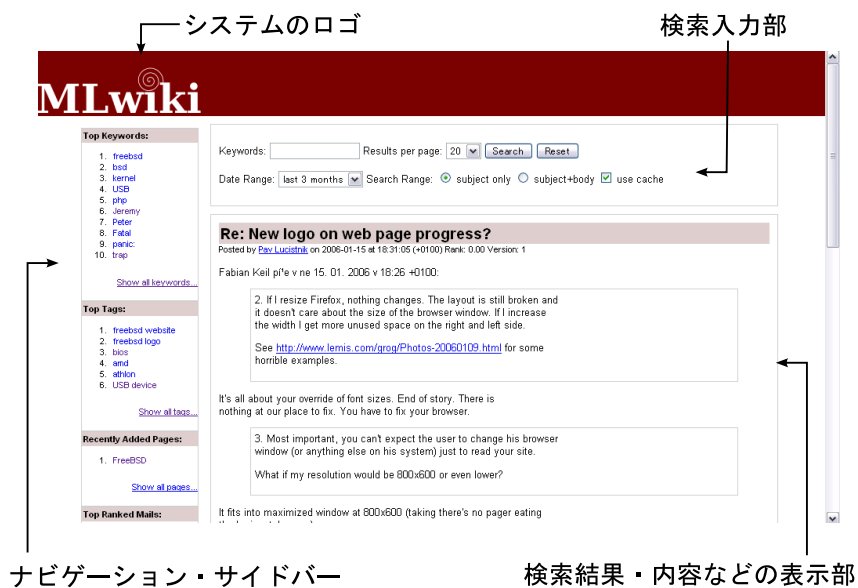 システムのロゴ
検索入力部
MLwiki
Top Keywords:
1. freebsd
2. bsd
3. kernel
4. USB
5. php
6. Jeremy
7. Peter
8. Fatal
9. panic:
10. trap
Show all keywords...
Top Tags:
1. freebsd website
2. freebsd logo
3. bios
4. amd
5. athlon
6. USB device
Show all tags...
Recently Added Pages:
1. FreeBSD
Show all pages...
Top Ranked Mails:
Keywords: Results per page: 20 Search Reset
Date Range: last 3 months Search Range: subject only subject+body use cache
Re: New logo on web page progress?
Posted by Pav Lucistnik on 2006-01-15 at 18:31:05 (+0100) Rank: 0.00 Version: 1
Fabian Keil pí¹e v ne 15. 01. 2006 v 18:26 +0100:
2. If I resize Firefox, nothing changes. The layout is still broken and
it doesn't care about the size of the browser window. If I increase
the width I get more unused space on the right and left side.
See http://www.lemis.com/grog/Photos-20060109.html for some
horrible examples.
It's all about your override of font sizes. End of story. There is
nothing at our place to fix. You have to fix your browser.
3. Most important, you can't expect the user to change his browser
window (or anything else on his system) just to read your site.
What if my resolution would be 800x600 or even lower?
It fits into maximized window at 800x600 (taking there's no pager eating
ナビゲーション・サイドバー
検索結果・内容などの表示部